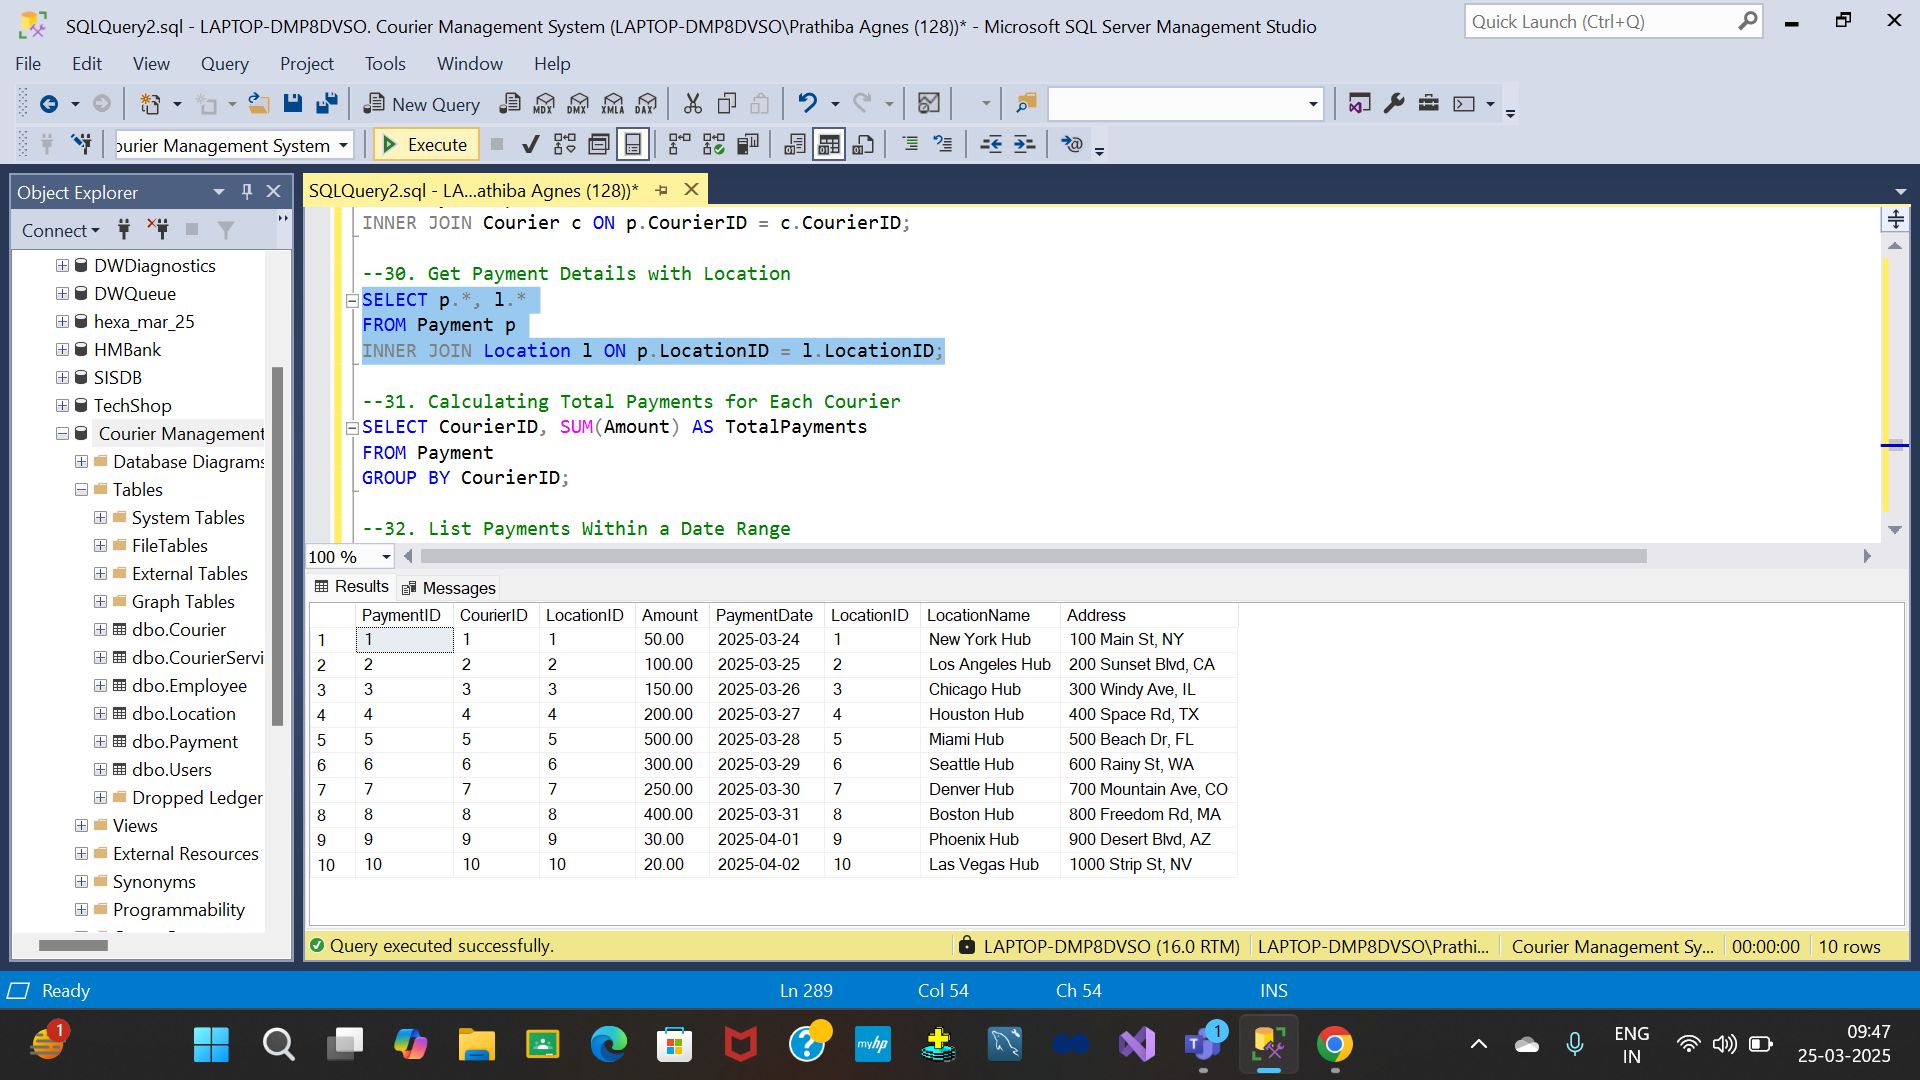 SQLQuery2.sql - LAPTOP-DMP8DVSO. Courier Management System (LAPTOP-DMP8DVSO\Prathiba Agnes (128))* - Microsoft SQL Server Management Studio
Quick Launch (Ctrl+Q)
File Edit View Query Project Tools Window Help
New Query MDX DMX XMLA DAX
ourier Management System Execute
Object Explorer
Connect
DWDiagnostics
DWQueue
hexa_mar_25
HMBank
SISDB
TechShop
Courier Management
Database Diagrams
Tables
System Tables
FileTables
External Tables
Graph Tables
dbo.Courier
dbo.CourierServi
dbo.Employee
dbo.Location
dbo.Payment
dbo.Users
Dropped Ledger
Views
External Resources
Synonyms
Programmability
SQLQuery2.sql - LA...athiba Agnes (128))*
INNER JOIN Courier c ON p.CourierID = c.CourierID;
--30. Get Payment Details with Location
SELECT p.*, l.*
FROM Payment p
INNER JOIN Location l ON p.LocationID = l.LocationID;
--31. Calculating Total Payments for Each Courier
SELECT CourierID, SUM(Amount) AS TotalPayments
FROM Payment
GROUP BY CourierID;
--32. List Payments Within a Date Range
100 %
Results Messages
PaymentID CourierID LocationID Amount PaymentDate LocationID LocationName Address
1 1 1 1 50.00 2025-03-24 1 New York Hub 100 Main St, NY
2 2 2 2 100.00 2025-03-25 2 Los Angeles Hub 200 Sunset Blvd, CA
3 3 3 3 150.00 2025-03-26 3 Chicago Hub 300 Windy Ave, IL
4 4 4 4 200.00 2025-03-27 4 Houston Hub 400 Space Rd, TX
5 5 5 5 500.00 2025-03-28 5 Miami Hub 500 Beach Dr, FL
6 6 6 6 300.00 2025-03-29 6 Seattle Hub 600 Rainy St, WA
7 7 7 7 250.00 2025-03-30 7 Denver Hub 700 Mountain Ave, CO
8 8 8 8 400.00 2025-03-31 8 Boston Hub 800 Freedom Rd, MA
9 9 9 9 30.00 2025-04-01 9 Phoenix Hub 900 Desert Blvd, AZ
10 10 10 10 20.00 2025-04-02 10 Las Vegas Hub 1000 Strip St, NV
Query executed successfully. LAPTOP-DMP8DVSO (16.0 RTM) LAPTOP-DMP8DVSO\Prathi... Courier Management Sy... 00:00:00 10 rows
Ready Ln 289 Col 54 Ch 54 INS
1 myhp 1 ENG
IN
09:47
25-03-2025